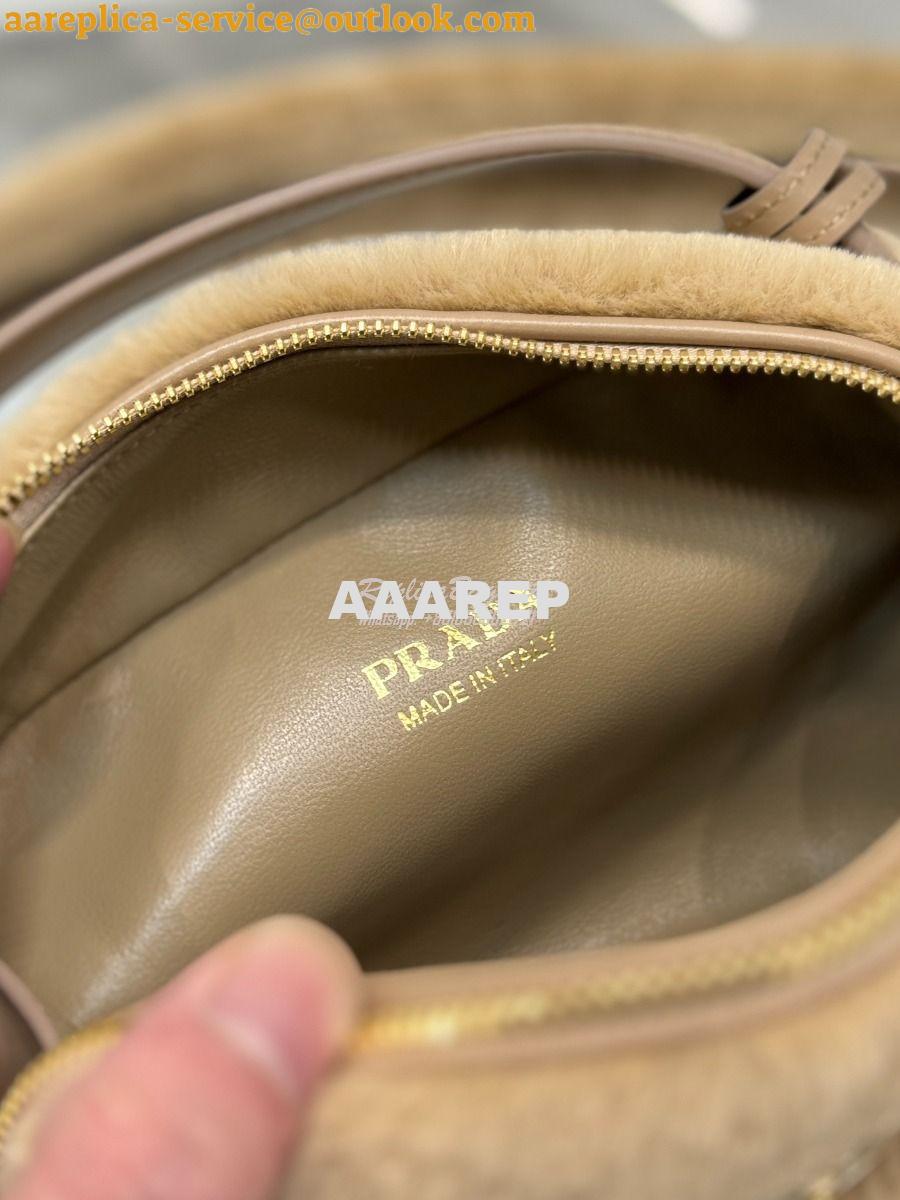 aareplica-service@outlook.com
AAAREP
PRADA
MADE IN ITALY